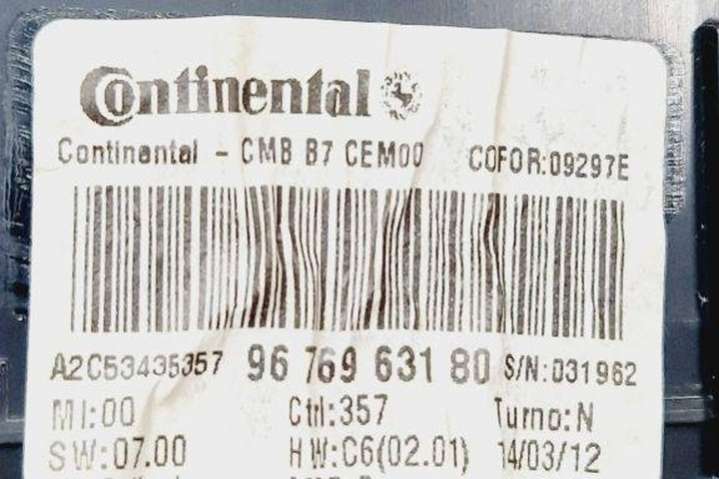 Continental
Continental - CMB B7 CEM00 COFOR:09297E
A2C53435357 96 769 631 80 S/N:031962
MI:00 Ctrl:357 Turno:N
SW:07.00 HW:C6(02.01) 14/03/12